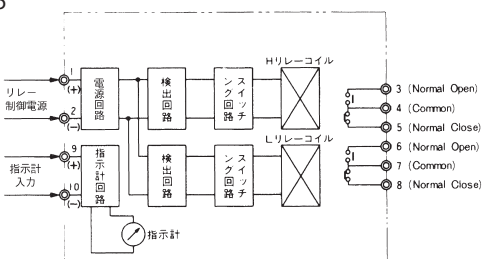 Hリレーコイル
1
(+)
リレー
制御電源
2
(−)
電源回路
検出回路
スイッチング回路
3 (Normal Open)
4 (Common)
5 (Normal Close)
Lリレーコイル
9
(+)
指示計
入力
10
(−)
指示計回路
検出回路
スイッチング回路
6 (Normal Open)
7 (Common)
8 (Normal Close)
指示計